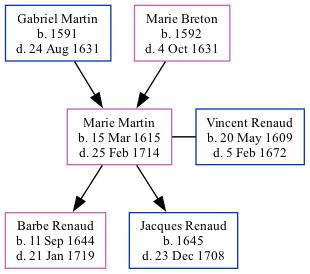 Gabriel Martin
b. 1591
d. 24 Aug 1631
Marie Breton
b. 1592
d. 4 Oct 1631
Marie Martin
b. 15 Mar 1615
d. 25 Feb 1714
Vincent Renaud
b. 20 May 1609
d. 5 Feb 1672
Barbe Renaud
b. 11 Sep 1644
d. 21 Jan 1719
Jacques Renaud
b. 1645
d. 23 Dec 1708